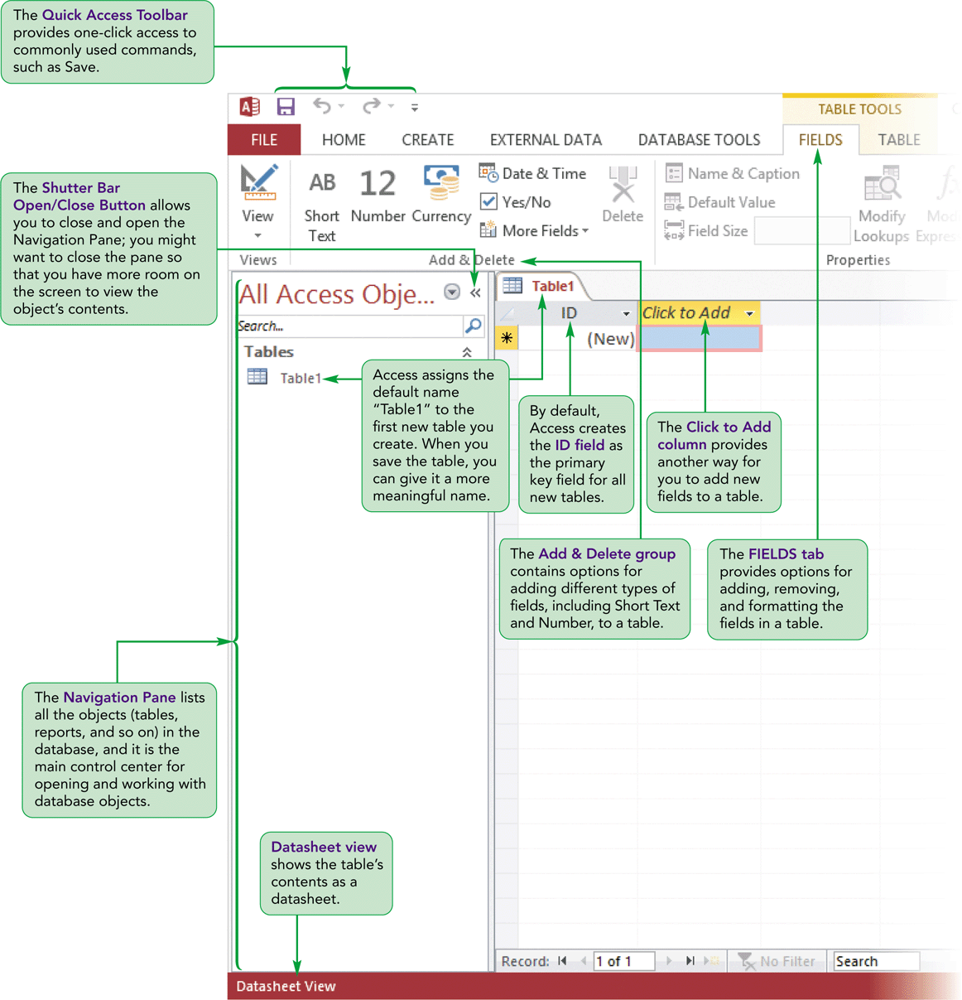 The Quick Access Toolbar
provides one-click access to
commonly used commands,
such as Save.
TABLE TOOLS
FILE HOME CREATE EXTERNAL DATA DATABASE TOOLS FIELDS TABLE
The Shutter Bar
Open/Close Button allows
you to close and open the
Navigation Pane; you might
want to close the pane so
that you have more room on
the screen to view the
object's contents.
View
AB
Short
Text
12
Number
Currency
Date & Time
Yes/No
More Fields
Delete
Name & Caption
Default Value
Field Size
Modify
Lookups
Views
Add & Delete
Properties
All Access Obje...
Search...
Tables
Table1
Table1
ID Click to Add
(New)
Access assigns the
default name
“Table1” to the
first new table you
create. When you
save the table, you
can give it a more
meaningful name.
By default,
Access creates
the ID field as
the primary
key field for all
new tables.
The Click to Add
column provides
another way for
you to add new
fields to a table.
The Add & Delete group
contains options for
adding different types of
fields, including Short Text
and Number, to a table.
The FIELDS tab
provides options for
adding, removing,
and formatting the
fields in a table.
The Navigation Pane lists
all the objects (tables,
reports, and so on) in the
database, and it is the
main control center for
opening and working with
database objects.
Datasheet view
shows the table's
contents as a
datasheet.
Record: 1 of 1 No Filter Search
Datasheet View